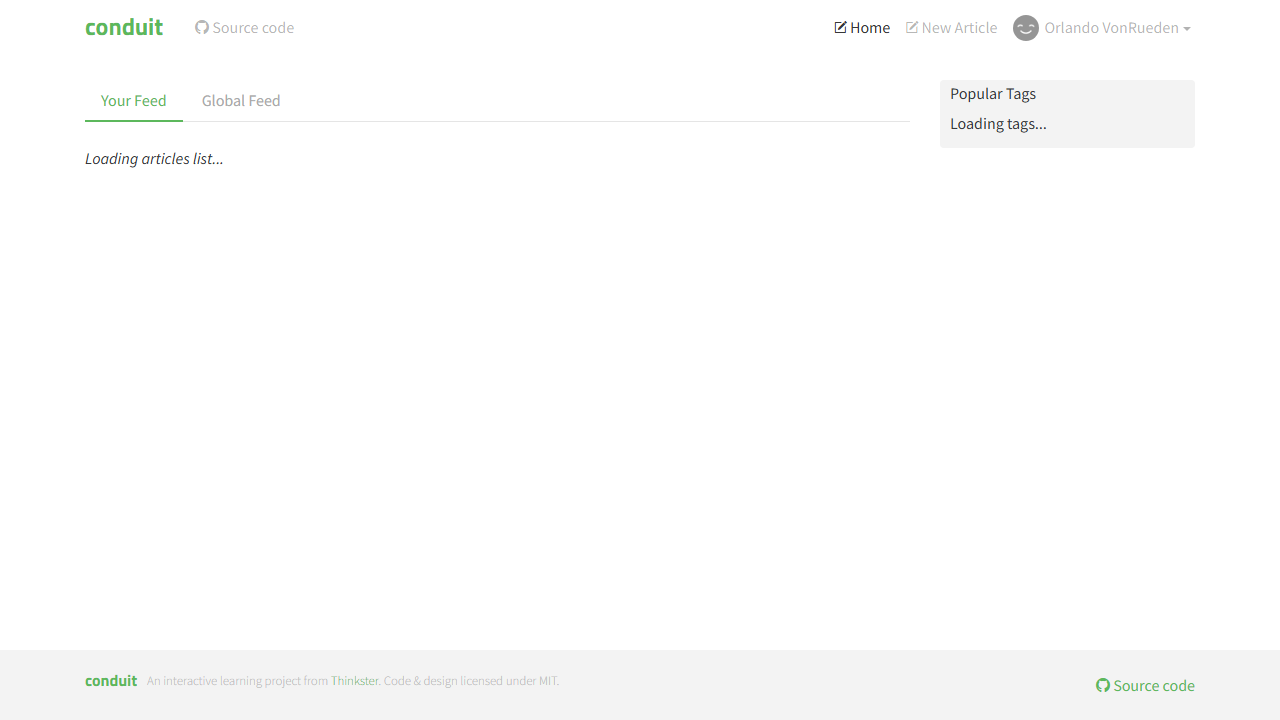 conduit Source code Home New Article Orlando VonRueden
Your Feed Global Feed
Popular Tags
Loading tags...
Loading articles list...
conduit An interactive learning project from Thinkster. Code & design licensed under MIT.
Source code